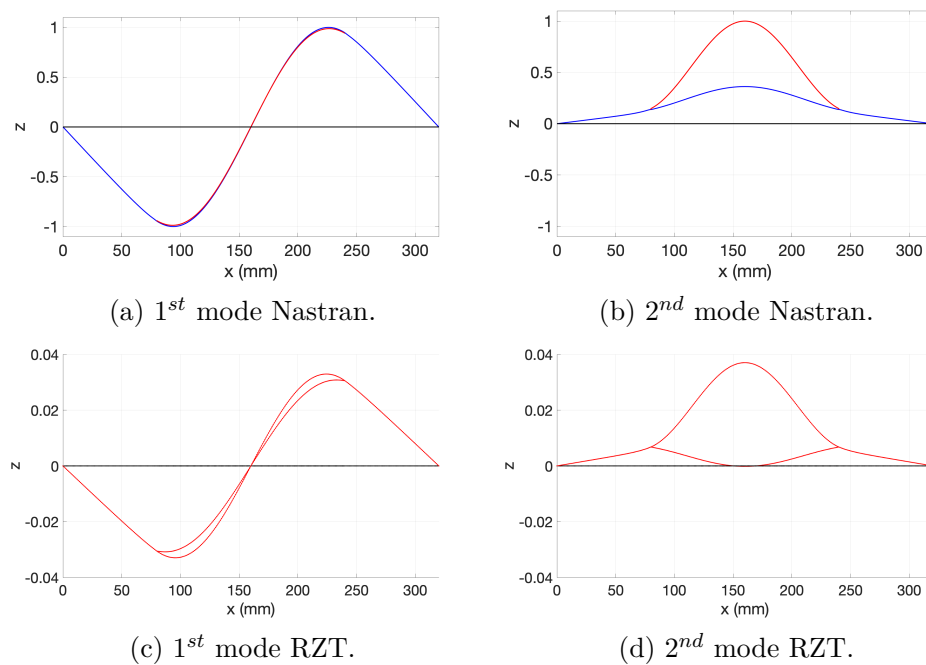 1
0.5
0
-0.5
-1
z
0 50 100 150 200 250 300
x (mm)
(a) 1st mode Nastran.
1
0.5
0
-0.5
-1
z
0 50 100 150 200 250 300
x (mm)
(b) 2nd mode Nastran.
0.04
0.02
0
-0.02
-0.04
z
0 50 100 150 200 250 300
x (mm)
(c) 1st mode RZT.
0.04
0.02
0
-0.02
-0.04
z
0 50 100 150 200 250 300
x (mm)
(d) 2nd mode RZT.